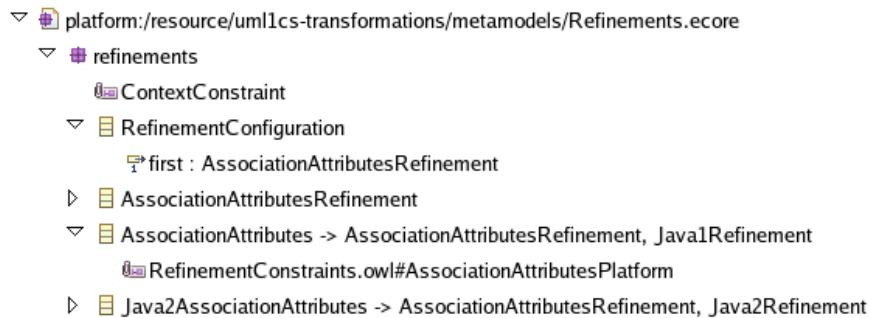 platform:/resource/uml1cs-transformations/metamodels/Refinements.ecore
refinements
ContextConstraint
RefinementConfiguration
1 first : AssociationAttributesRefinement
AssociationAttributesRefinement
AssociationAttributes -> AssociationAttributesRefinement, Java1Refinement
RefinementConstraints.owl#AssociationAttributesPlatform
Java2AssociationAttributes -> AssociationAttributesRefinement, Java2Refinement